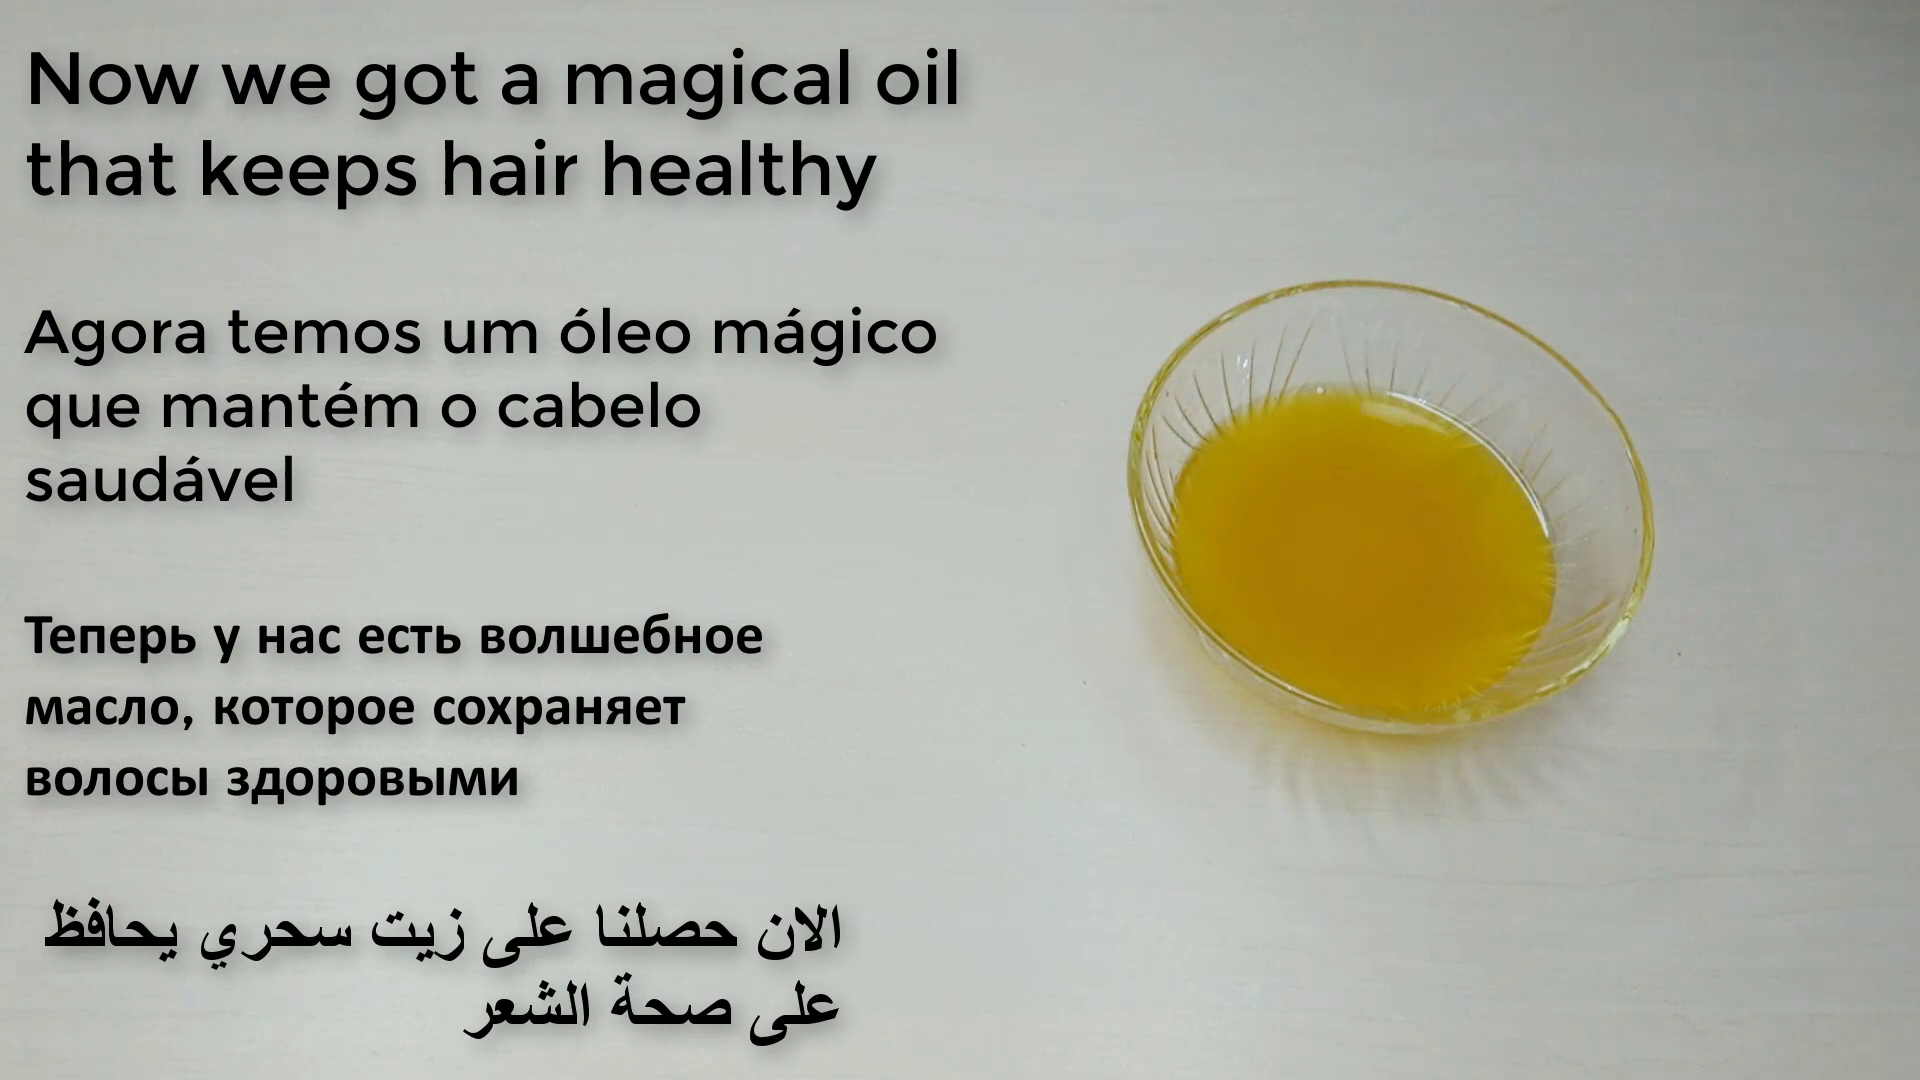 Now we got a magical oil
that keeps hair healthy
Agora temos um óleo mágico
que mantém o cabelo
saudável
Теперь у нас есть волшебное
масло, которое сохраняет
волосы здоровыми
الان حصلنا على زيت سحري يحافظ
على صحة الشعر